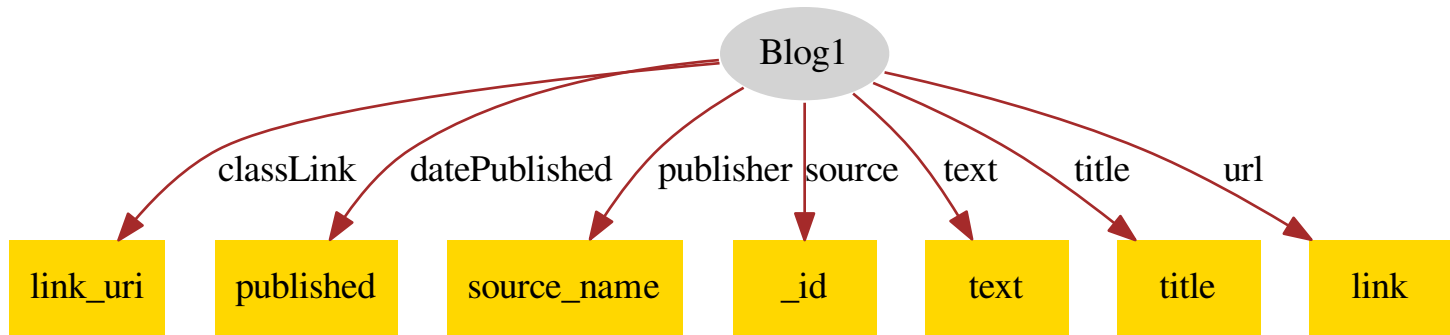 Blog1
classLink
datePublished
publisher
source
text
title
url
link_uri
published
source_name
_id
text
title
link